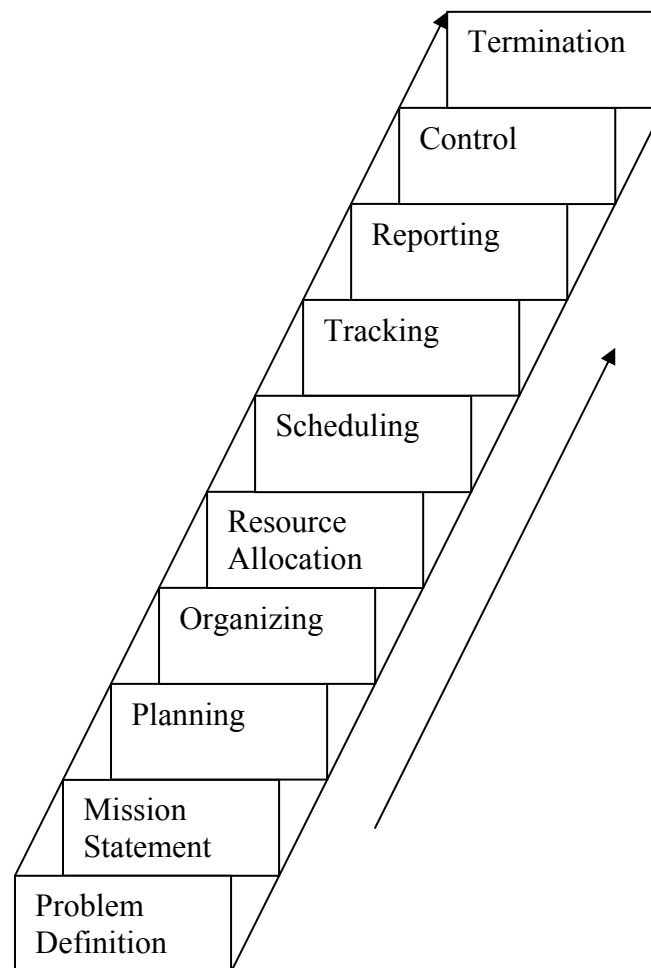 Termination
Control
Reporting
Tracking
Scheduling
Resource
Allocation
Organizing
Planning
Mission
Statement
Problem
Definition